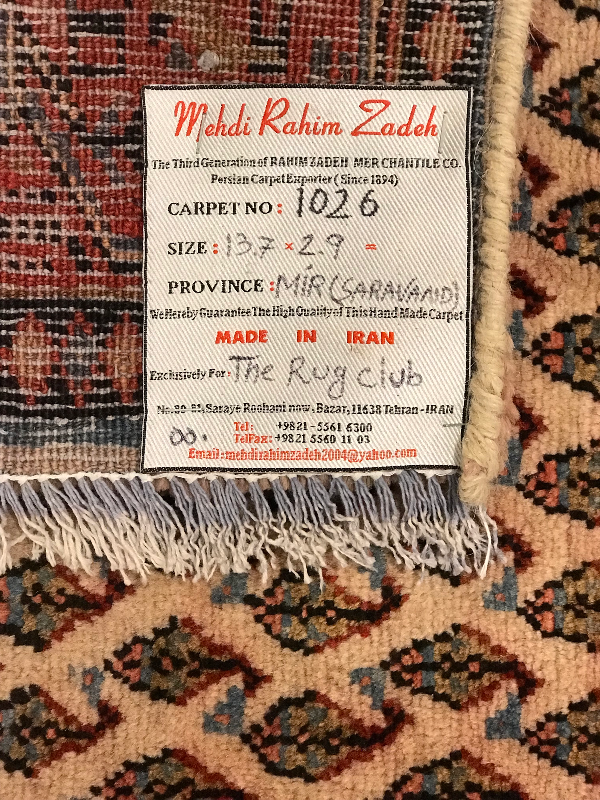 Mehdi Rahim Zadeh
The Third Generation of RAHIMZADEH MERCHANTILE CO.
Persian Carpet Exporter ( Since 1894)
CARPET NO : 1026
SIZE : 13.7 × 2.9 =
PROVINCE : MIR (SARAVAND)
We Hereby Guarantee The High Quality of This Hand Made Carpet
MADE IN IRAN
Exclusively For : The Rug club
Saraye Roohani now, Bazar, 11638 Tehran - IRAN
Tel : +9821 - 5561 6300
TelFax : +9821 5560 11 03
Email : mehdirahimzadeh2004@yahoo.com